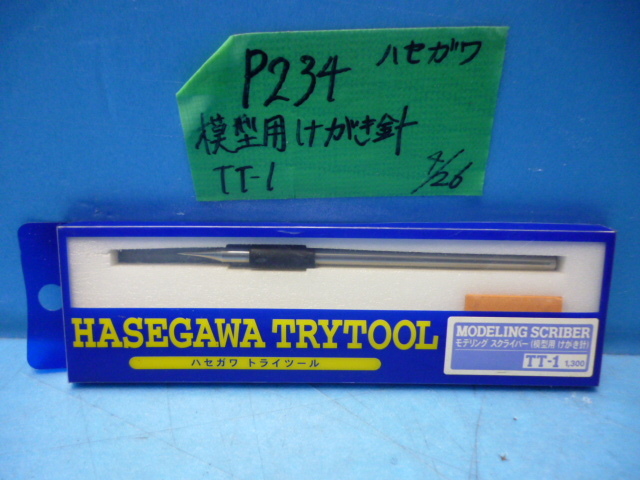 P234 ハセガワ
模型用けがき針
TT-1 4/26
HASEGAWA TRYTOOL
ハセガワ トライツール
MODELING SCRIBER
モデリング スクライバー (模型用 けがき針)
TT-1 1,300